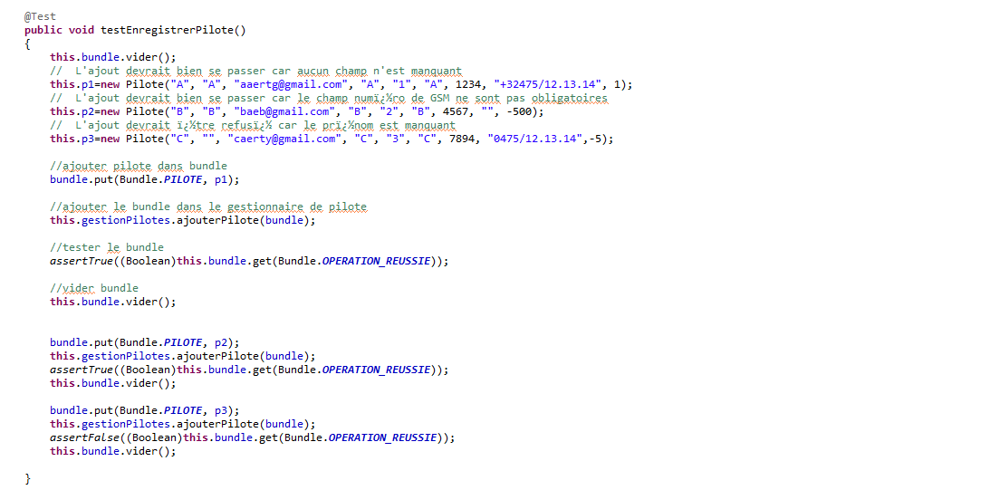 @Test
public void testEnregistrerPilote()
{
this.bundle.vider();
// L'ajout devrait bien se passer car aucun champ n'est manquant
this.p1=new Pilote("A", "A", "aaertg@gmail.com", "A", "1", "A", 1234, "+32475/12.13.14", 1);
// L'ajout devrait bien se passer car le champ numï¿½ro de GSM ne sont pas obligatoires
this.p2=new Pilote("B", "B", "baeb@gmail.com", "B", "2", "B", 4567, "", -500);
// L'ajout devrait ï¿½tre refusï¿½ car le prï¿½nom est manquant
this.p3=new Pilote("C", "", "caerty@gmail.com", "C", "3", "C", 7894, "0475/12.13.14",-5);
//ajouter pilote dans bundle
bundle.put(Bundle.PILOTE, p1);
//ajouter le bundle dans le gestionnaire de pilote
this.gestionPilotes.ajouterPilote(bundle);
//tester le bundle
assertTrue((Boolean)this.bundle.get(Bundle.OPERATION_REUSSIE));
//vider bundle
this.bundle.vider();
bundle.put(Bundle.PILOTE, p2);
this.gestionPilotes.ajouterPilote(bundle);
assertTrue((Boolean)this.bundle.get(Bundle.OPERATION_REUSSIE));
this.bundle.vider();
bundle.put(Bundle.PILOTE, p3);
this.gestionPilotes.ajouterPilote(bundle);
assertFalse((Boolean)this.bundle.get(Bundle.OPERATION_REUSSIE));
this.bundle.vider();
}